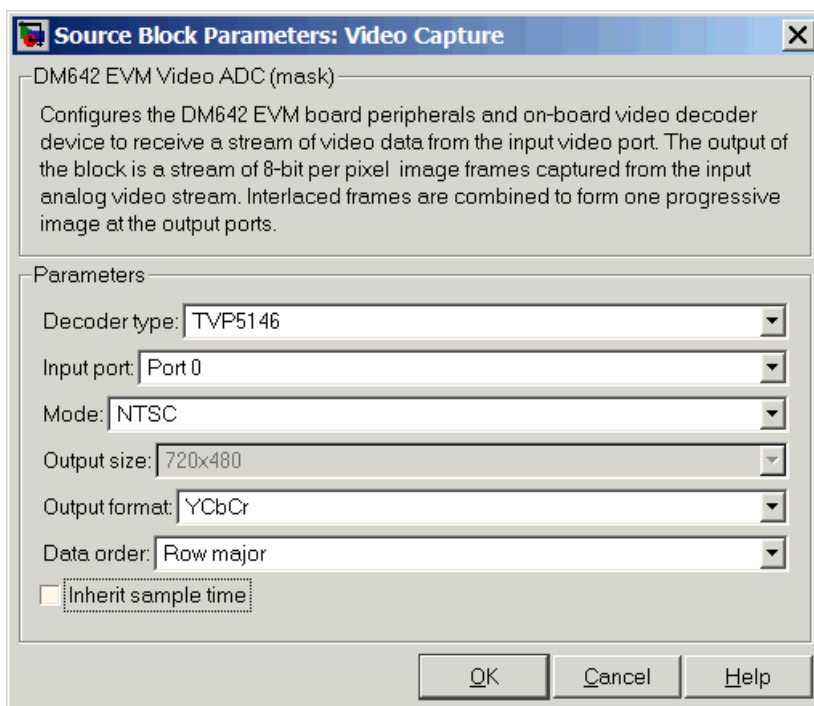 Source Block Parameters: Video Capture
DM642 EVM Video ADC (mask)
Configures the DM642 EVM board peripherals and on-board video decoder
device to receive a stream of video data from the input video port. The output of
the block is a stream of 8-bit per pixel  image frames captured from the input
analog video stream. Interlaced frames are combined to form one progressive
image at the output ports.
Parameters
Decoder type: TVP5146
Input port: Port 0
Mode: NTSC
Output size: 720x480
Output format: YCbCr
Data order: Row major
Inherit sample time
OK Cancel Help